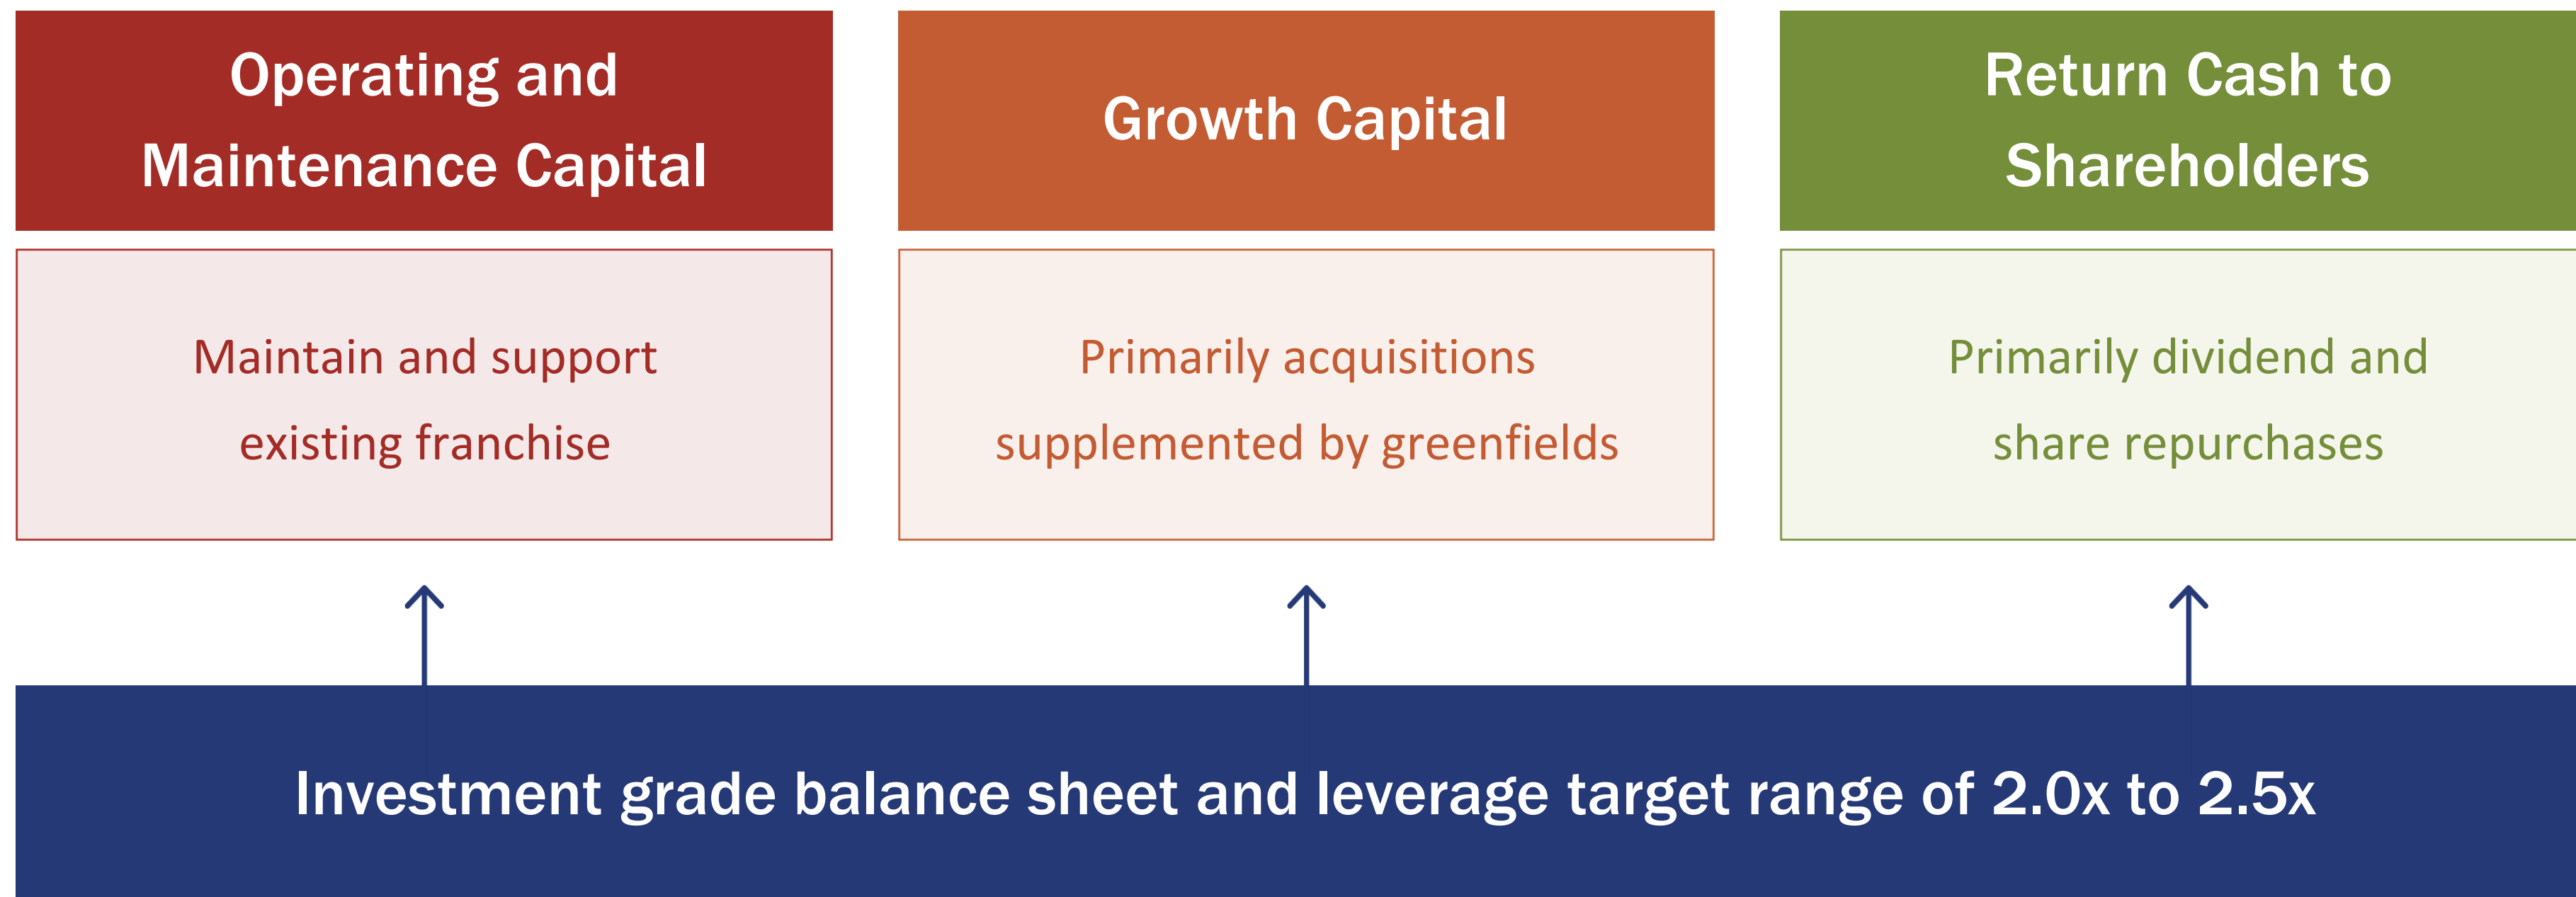 Operating and
Maintenance Capital
Maintain and support
existing franchise
Growth Capital
Primarily acquisitions
supplemented by greenfields
Return Cash to
Shareholders
Primarily dividend and
share repurchases
Investment grade balance sheet and leverage target range of 2.0x to 2.5x